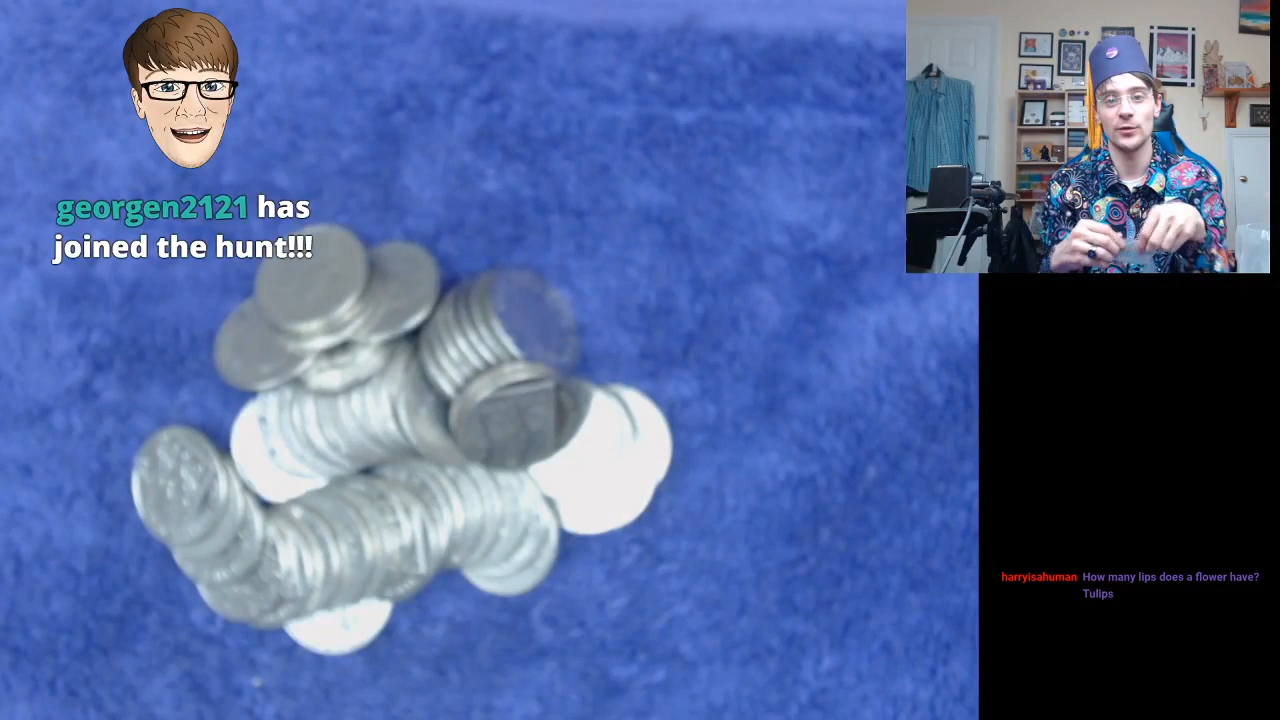 georgen2121 has
joined the hunt!!!
harryisahuman How many lips does a flower have?
Tulips